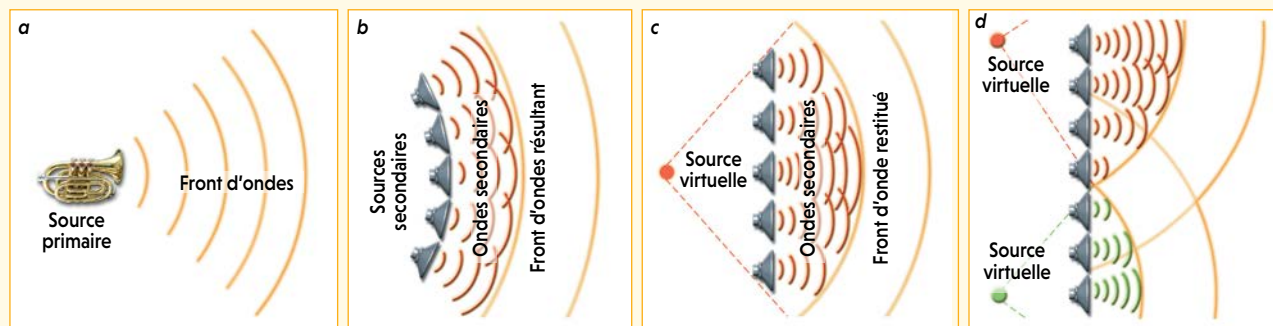 a
Source
primaire
Front d'ondes
b
Sources
secondaires
Ondes secondaires
Front d'ondes résultant
c
Source
virtuelle
Ondes secondaires
Front d'onde restitué
d
Source
virtuelle
Source
virtuelle